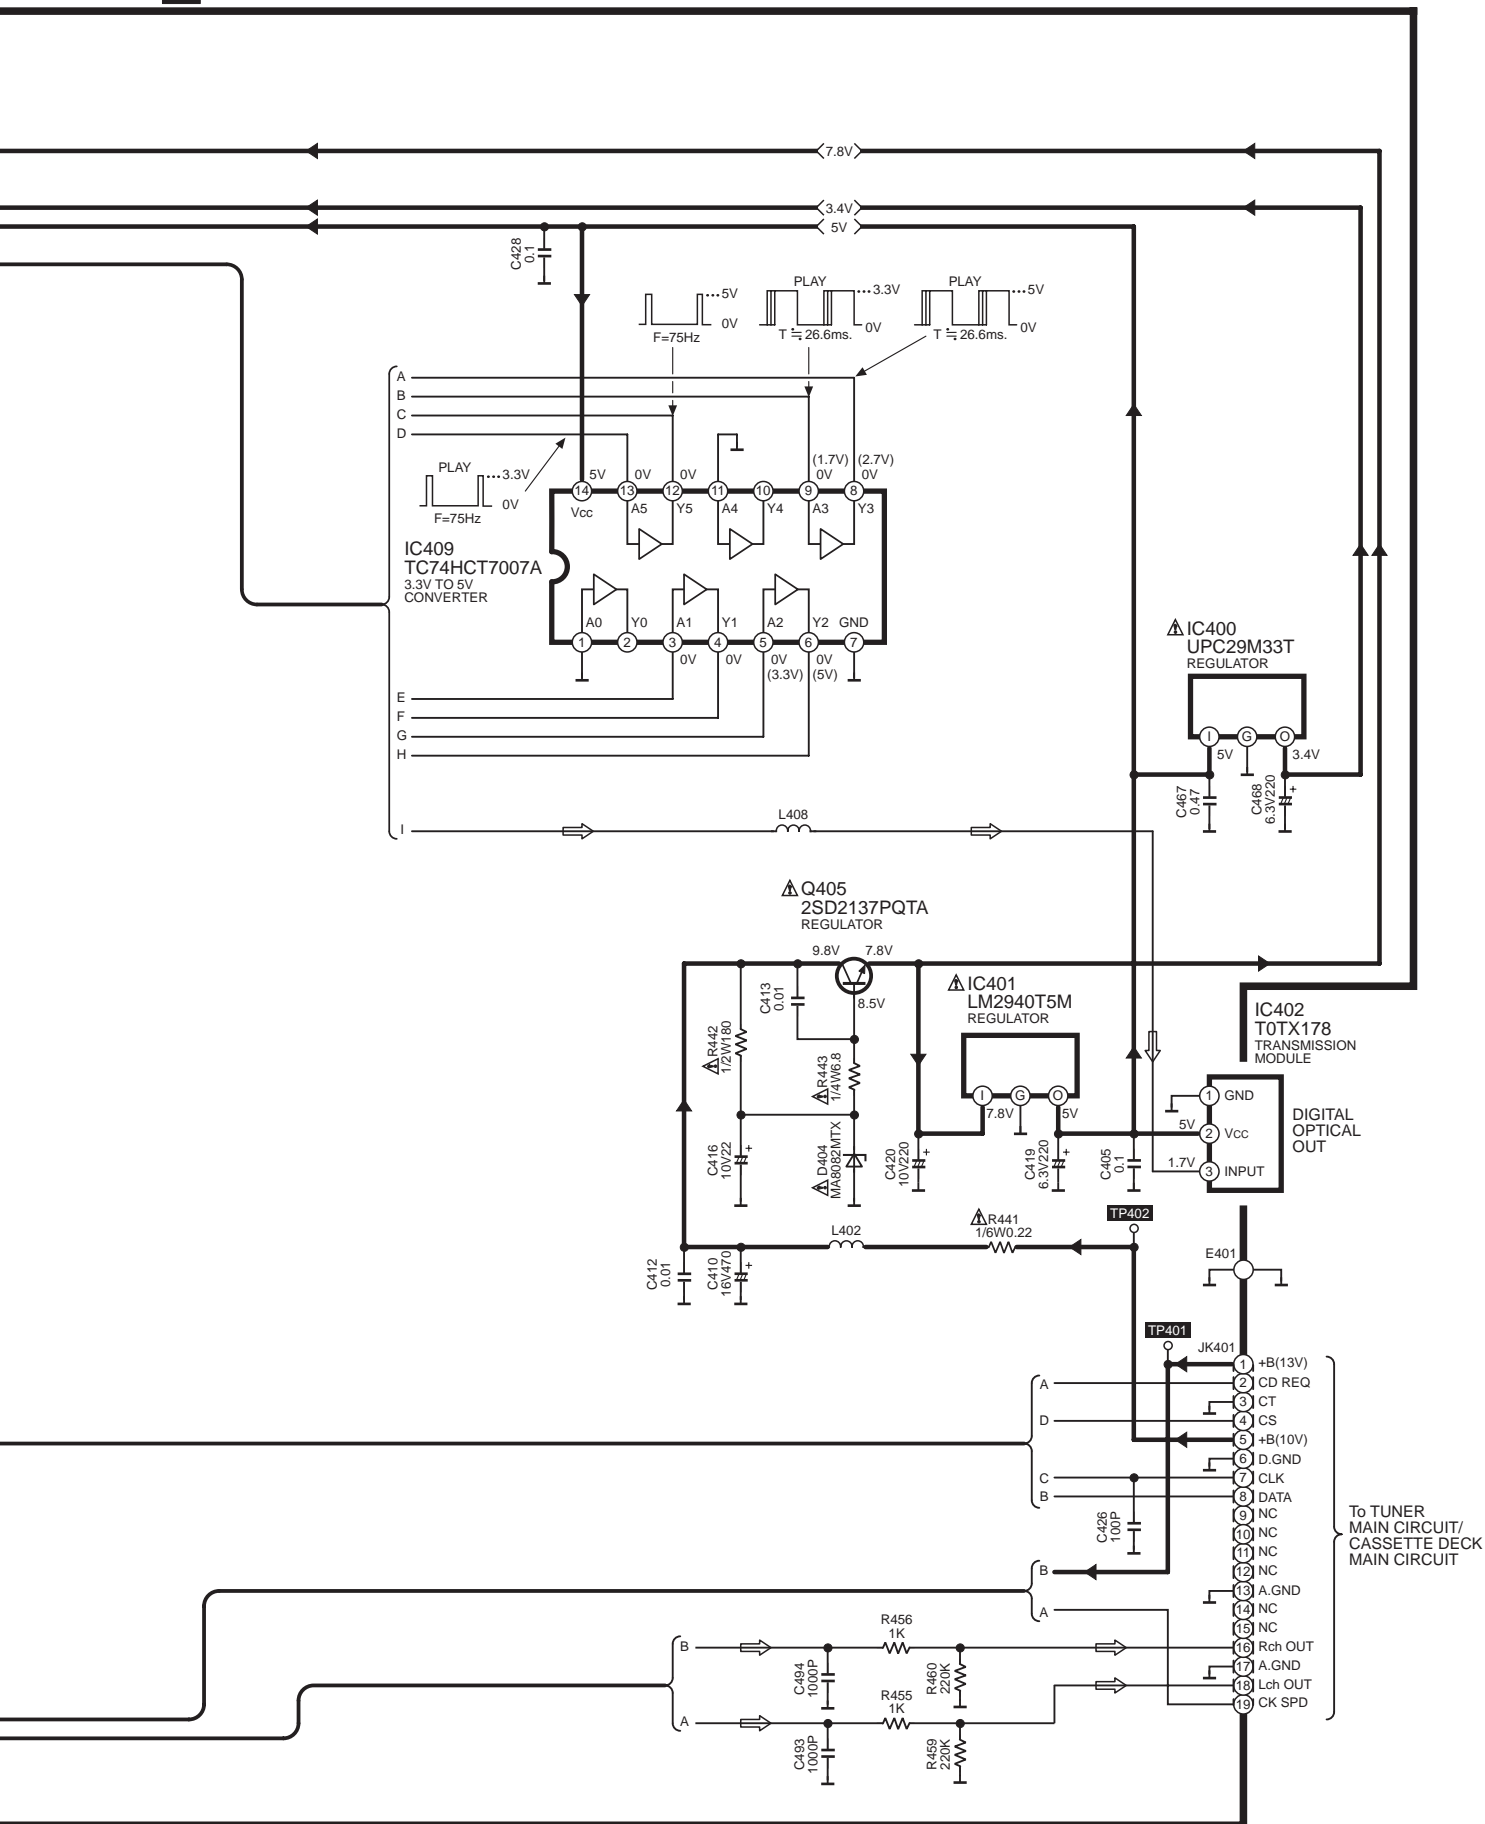 7.8V
3.4V
5V
C428
0.1
5V
0V
F=75Hz
PLAY
3.3V
0V
T ≒ 26.6ms.
PLAY
5V
0V
T ≒ 26.6ms.
A
B
C
D
PLAY
3.3V
0V
F=75Hz
5V
0V
0V
(1.7V)
0V
(2.7V)
0V
14
13
12
11
10
9
8
Vcc
A5
Y5
A4
Y4
A3
Y3
IC409
TC74HCT7007A
3.3V TO 5V
CONVERTER
A0
Y0
A1
Y1
A2
Y2
GND
1
2
3
4
5
6
7
0V
0V
0V
(3.3V)
0V
(5V)
E
F
G
H
I
L408
IC400
UPC29M33T
REGULATOR
I
G
O
5V
3.4V
C467
0.47
C468
6.3V220
+
Q405
2SD2137PQTA
REGULATOR
9.8V
7.8V
8.5V
C413
0.01
R442
1/2W180
R443
1/4W6.8
C416
10V22
+
D404
MA8082MTX
IC401
LM2940T5M
REGULATOR
I
G
O
7.8V
5V
C420
10V220
+
C419
6.3V220
+
C405
0.1
IC402
T0TX178
TRANSMISSION
MODULE
1
GND
5V
2
Vcc
1.7V
3
INPUT
DIGITAL
OPTICAL
OUT
TP402
R441
1/6W0.22
L402
C412
0.01
C410
16V470
+
E401
TP401
JK401
1
+B(13V)
A
2
CD REQ
3
CT
D
4
CS
5
+B(10V)
6
D.GND
C
7
CLK
B
8
DATA
9
NC
10
NC
11
NC
12
NC
13
A.GND
14
NC
15
NC
16
Rch OUT
17
A.GND
18
Lch OUT
19
CK SPD
C426
100P
B
A
To TUNER
MAIN CIRCUIT/
CASSETTE DECK
MAIN CIRCUIT
B
R456
1K
C494
1000P
R460
220K
A
R455
1K
C493
1000P
R459
220K